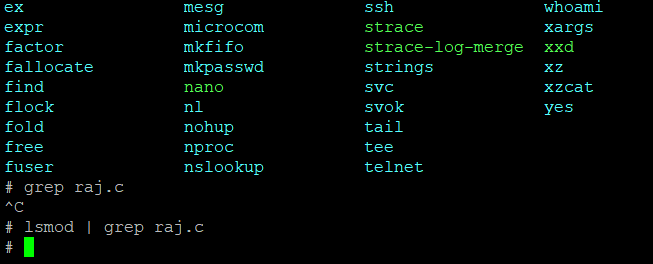 ex mesg ssh whoami
expr microcom strace xargs
factor mkfifo strace-log-merge xxd
fallocate mkpasswd strings xz
find nano svc xzcat
flock nl svok yes
fold nohup tail
free nproc tee
fuser nslookup telnet
# grep raj.c
^C
# lsmod | grep raj.c
#